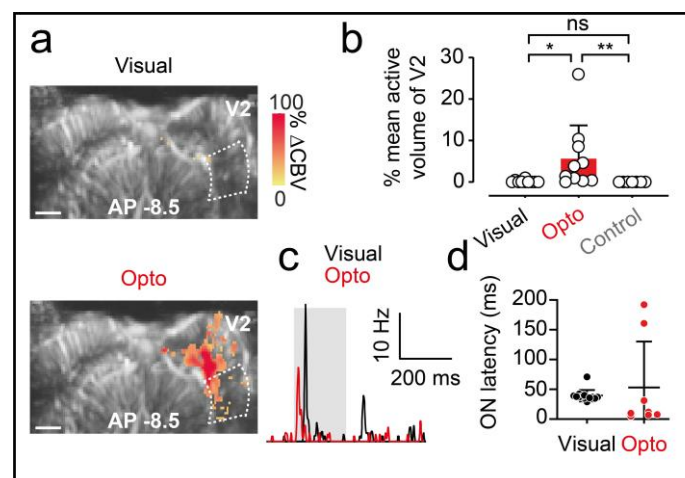 a
Visual
V2
AP -8.5
100
% ΔCBV
0
Opto
V2
AP -8.5
b
ns
*
**
% mean active
volume of V2
30
20
10
0
Visual
Opto
Control
c
Visual
Opto
10 Hz
200 ms
d
ON latency (ms)
200
150
100
50
0
Visual Opto